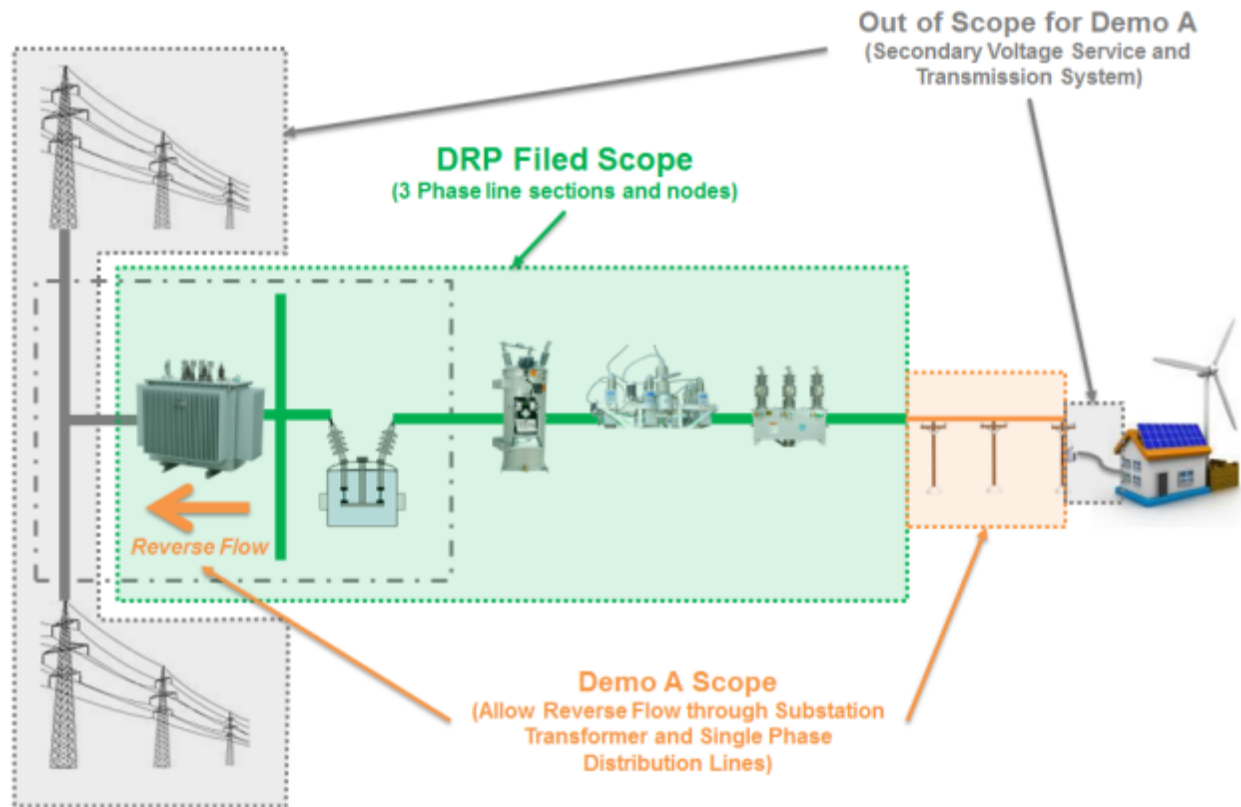 Out of Scope for Demo A
(Secondary Voltage Service and
Transmission System)
DRP Filed Scope
(3 Phase line sections and nodes)
Reverse Flow
Demo A Scope
(Allow Reverse Flow through Substation
Transformer and Single Phase
Distribution Lines)